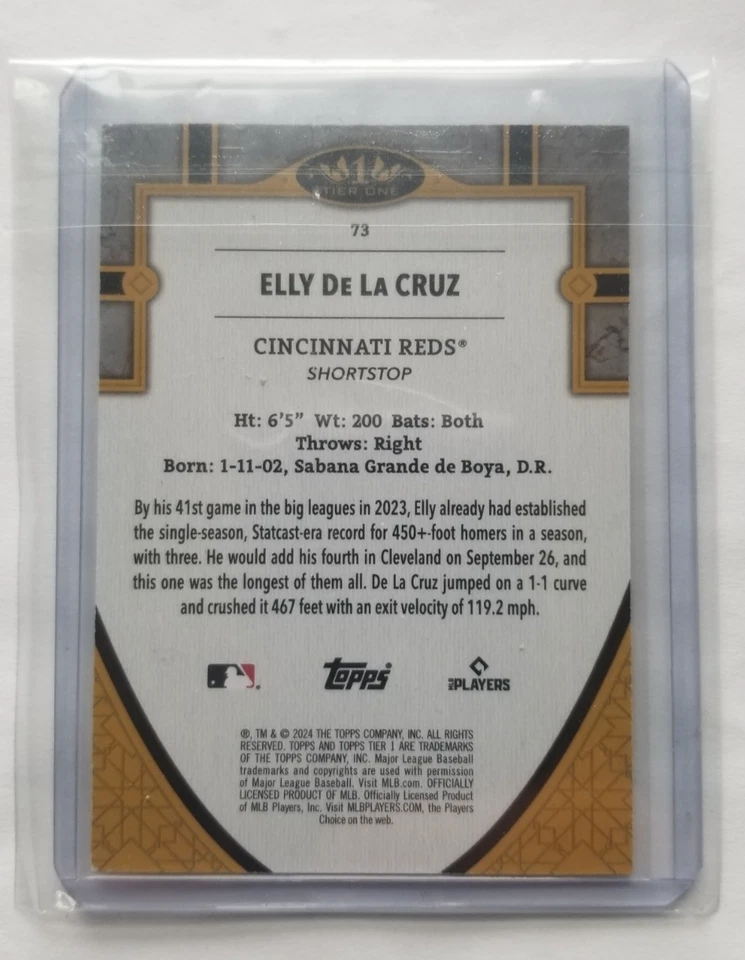 1
TIER ONE
73
ELLY DE LA CRUZ
CINCINNATI REDS®
SHORTSTOP
Ht: 6'5" Wt: 200 Bats: Both
Throws: Right
Born: 1-11-02, Sabana Grande de Boya, D.R.
By his 41st game in the big leagues in 2023, Elly already had established
the single-season, Statcast-era record for 450+-foot homers in a season,
with three. He would add his fourth in Cleveland on September 26, and
this one was the longest of them all. De La Cruz jumped on a 1-1 curve
and crushed it 467 feet with an exit velocity of 119.2 mph.
topps®
MLB PLAYERS
®, TM & © 2024 THE TOPPS COMPANY, INC. ALL RIGHTS
RESERVED. TOPPS AND TOPPS TIER 1 ARE TRADEMARKS
OF THE TOPPS COMPANY, INC. Major League Baseball
trademarks and copyrights are used with permission
of Major League Baseball. Visit MLB.com. OFFICIALLY
LICENSED PRODUCT OF MLB. Officially Licensed Product
of MLB Players, Inc. Visit MLBPLAYERS.COM, the Players
Choice on the web.